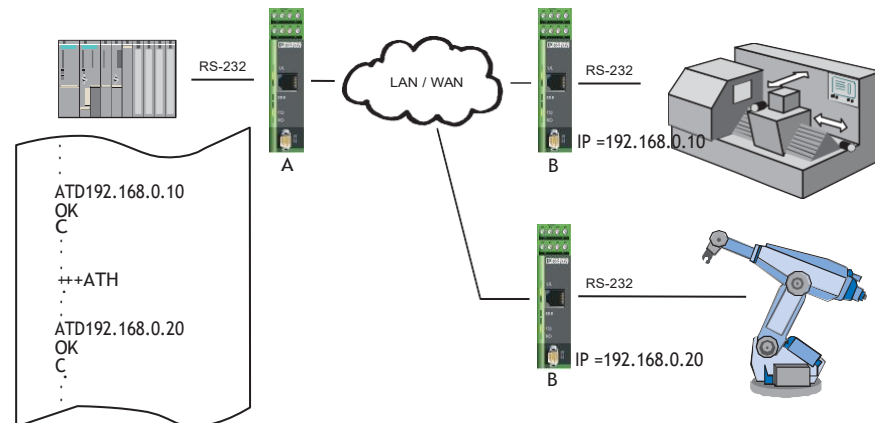 RS-232
LAN / WAN
RS-232
A
B
IP =192.168.0.10
ATD192.168.0.10
OK
C
+++ATH
ATD192.168.0.20
OK
C
RS-232
B
IP =192.168.0.20